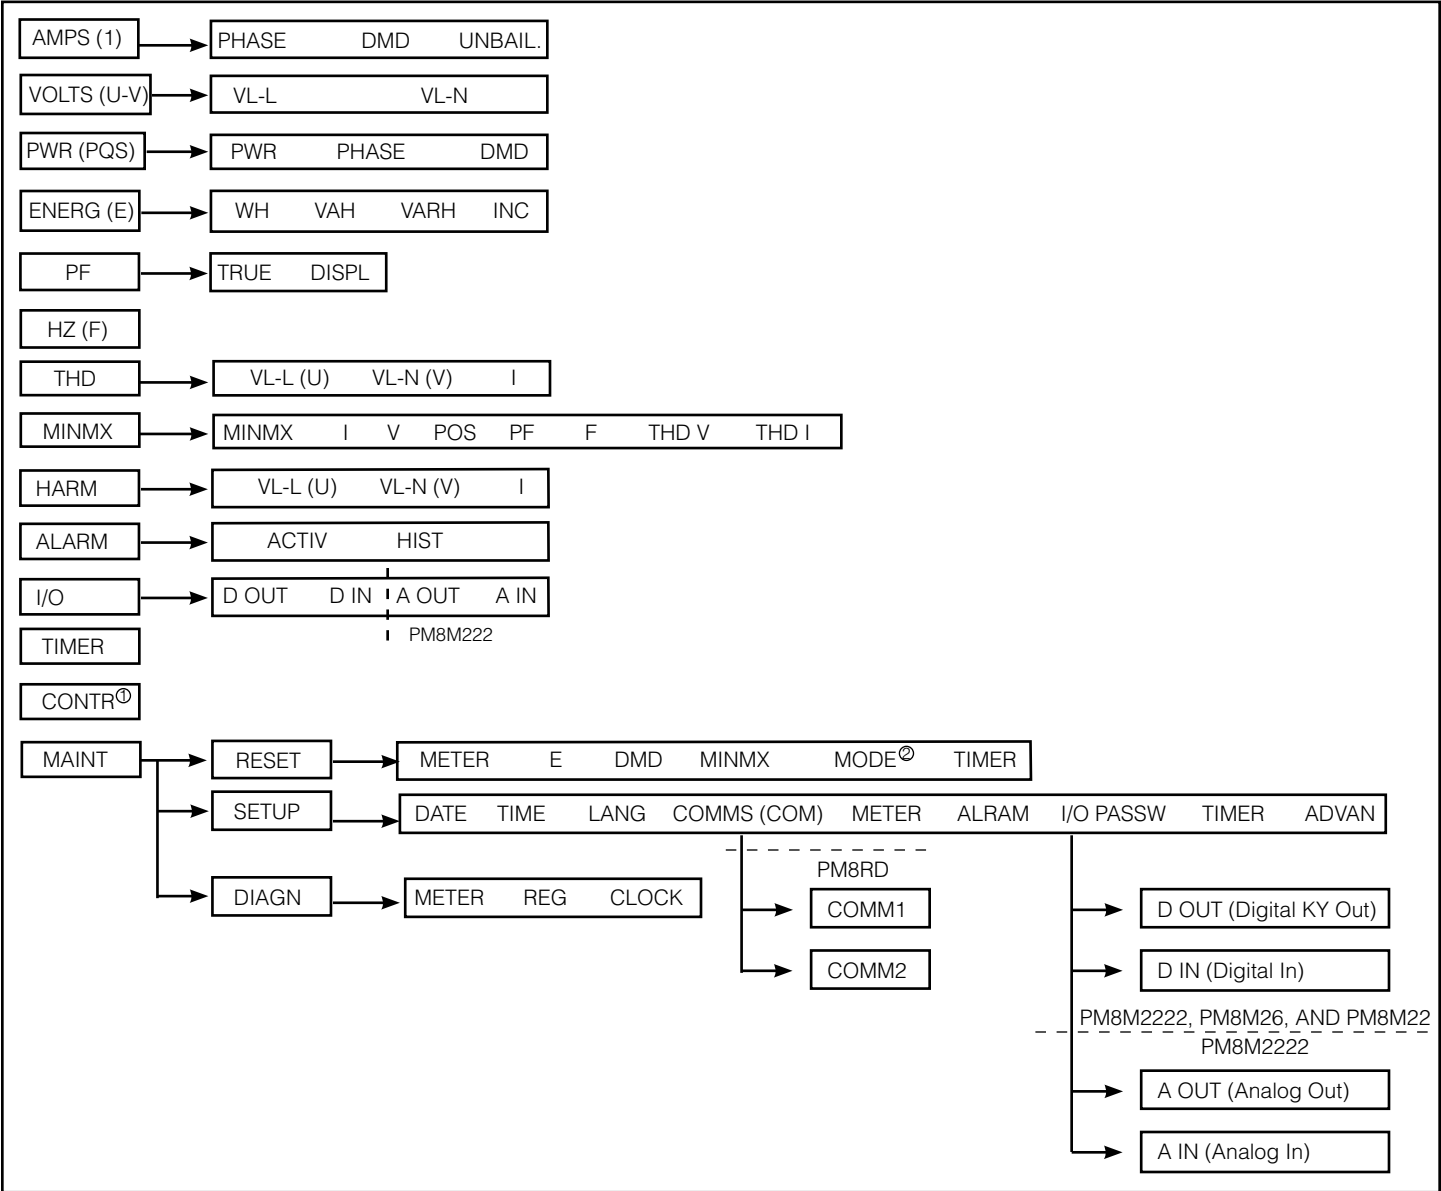 AMPS (1) PHASE DMD UNBAIL.
VOLTS (U-V) VL-L VL-N
PWR (PQS) PWR PHASE DMD
ENERG (E) WH VAH VARH INC
PF TRUE DISPL
HZ (F)
THD VL-L (U) VL-N (V) I
MINMX MINMX I V POS PF F THD V THD I
HARM VL-L (U) VL-N (V) I
ALARM ACTIV HIST
I/O D OUT D IN A OUT A IN
PM8M222
TIMER
CONTR①
MAINT RESET METER E DMD MINMX MODE② TIMER
SETUP DATE TIME LANG COMMS (COM) METER ALRAM I/O PASSW TIMER ADVAN
PM8RD
DIAGN METER REG CLOCK
COMM1 D OUT (Digital KY Out)
COMM2 D IN (Digital In)
PM8M2222, PM8M26, AND PM8M22
PM8M2222
A OUT (Analog Out)
A IN (Analog In)